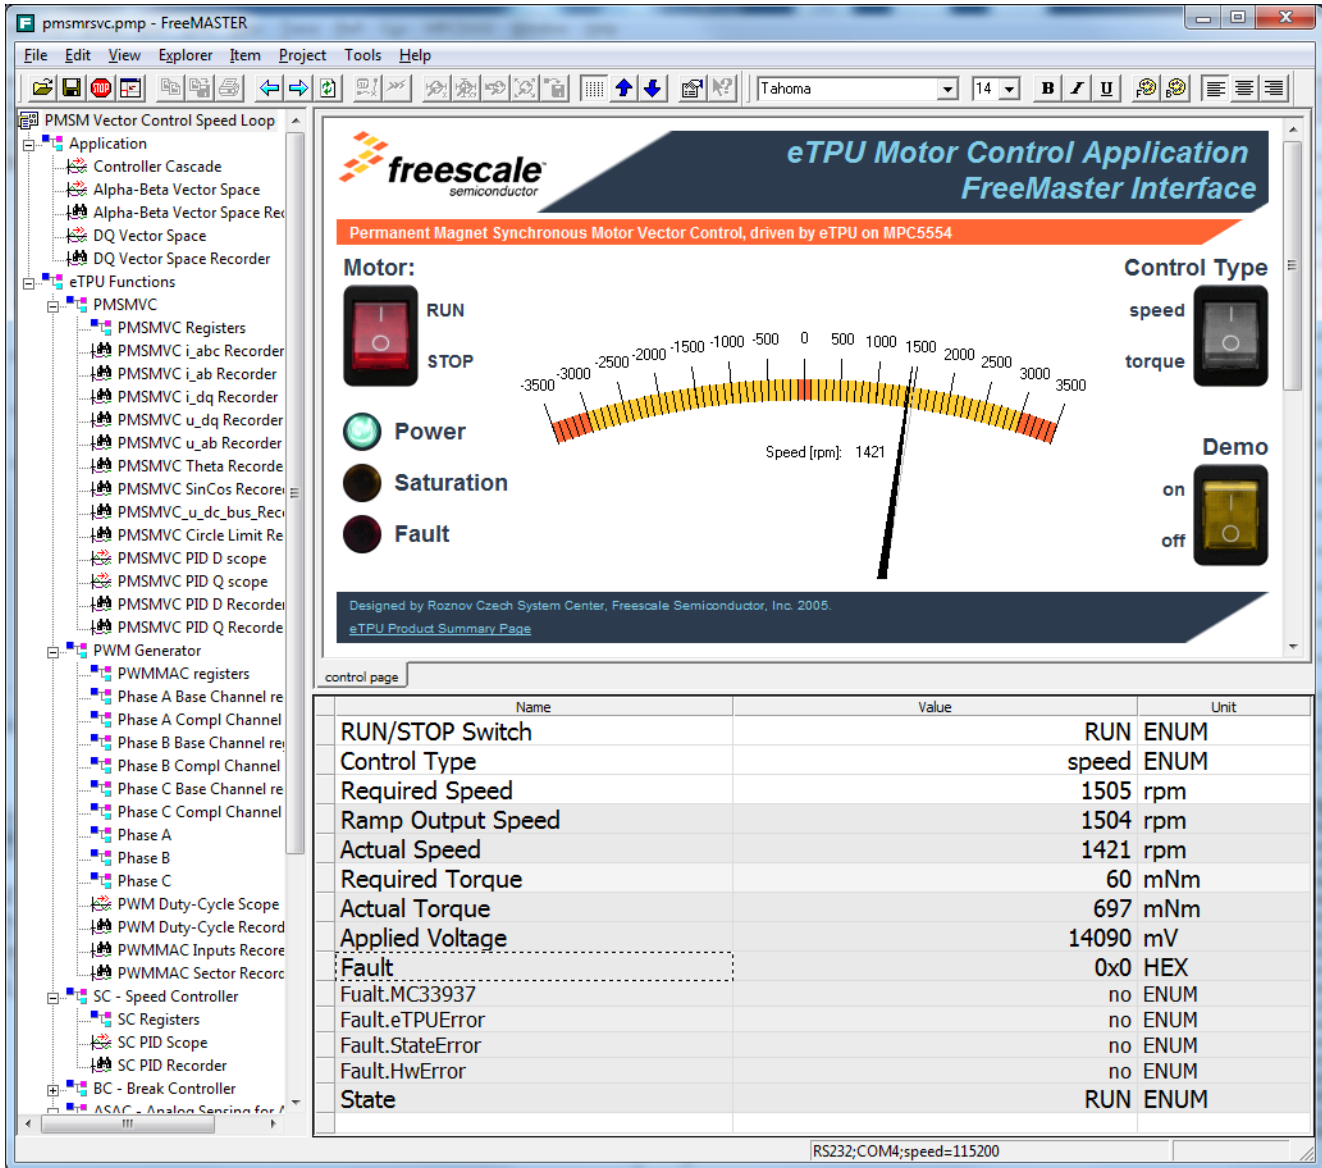 pmsmrsvc.pmp - FreeMASTER
File Edit View Explorer Item Project Tools Help
STOP
Tahoma 14 B I U
PMSM Vector Control Speed Loop
Application
Controller Cascade
Alpha-Beta Vector Space
Alpha-Beta Vector Space Rec
DQ Vector Space
DQ Vector Space Recorder
eTPU Functions
PMSMVC
PMSMVC Registers
PMSMVC i_abc Recorder
PMSMVC i_ab Recorder
PMSMVC i_dq Recorder
PMSMVC u_dq Recorder
PMSMVC u_ab Recorder
PMSMVC Theta Recorde
PMSMVC SinCos Recore
PMSMVC_u_dc_bus_Rec
PMSMVC Circle Limit Re
PMSMVC PID D scope
PMSMVC PID Q scope
PMSMVC PID D Recorder
PMSMVC PID Q Recorde
PWM Generator
PWMMAC registers
Phase A Base Channel re
Phase A Compl Channel
Phase B Base Channel re
Phase B Compl Channel
Phase C Base Channel re
Phase C Compl Channel
Phase A
Phase B
Phase C
PWM Duty-Cycle Scope
PWM Duty-Cycle Record
PWMMAC Inputs Recore
PWMMAC Sector Record
SC - Speed Controller
SC Registers
SC PID Scope
SC PID Recorder
BC - Break Controller
ASAC - Analog Sensing for A
freescale
semiconductor
eTPU Motor Control Application
FreeMaster Interface
Permanent Magnet Synchronous Motor Vector Control, driven by eTPU on MPC5554
Motor:
RUN
STOP
Power
Saturation
Fault
-3500 -3000 -2500 -2000 -1500 -1000 -500 0 500 1000 1500 2000 2500 3000 3500
Speed [rpm]: 1421
Control Type
speed
torque
Demo
on
off
Designed by Roznov Czech System Center, Freescale Semiconductor, Inc. 2005.
eTPU Product Summary Page
control page
Name Value Unit
RUN/STOP Switch RUN ENUM
Control Type speed ENUM
Required Speed 1505 rpm
Ramp Output Speed 1504 rpm
Actual Speed 1421 rpm
Required Torque 60 mNm
Actual Torque 697 mNm
Applied Voltage 14090 mV
Fault 0x0 HEX
Fualt.MC33937 no ENUM
Fault.eTPUError no ENUM
Fault.StateError no ENUM
Fault.HwError no ENUM
State RUN ENUM
RS232;COM4;speed=115200